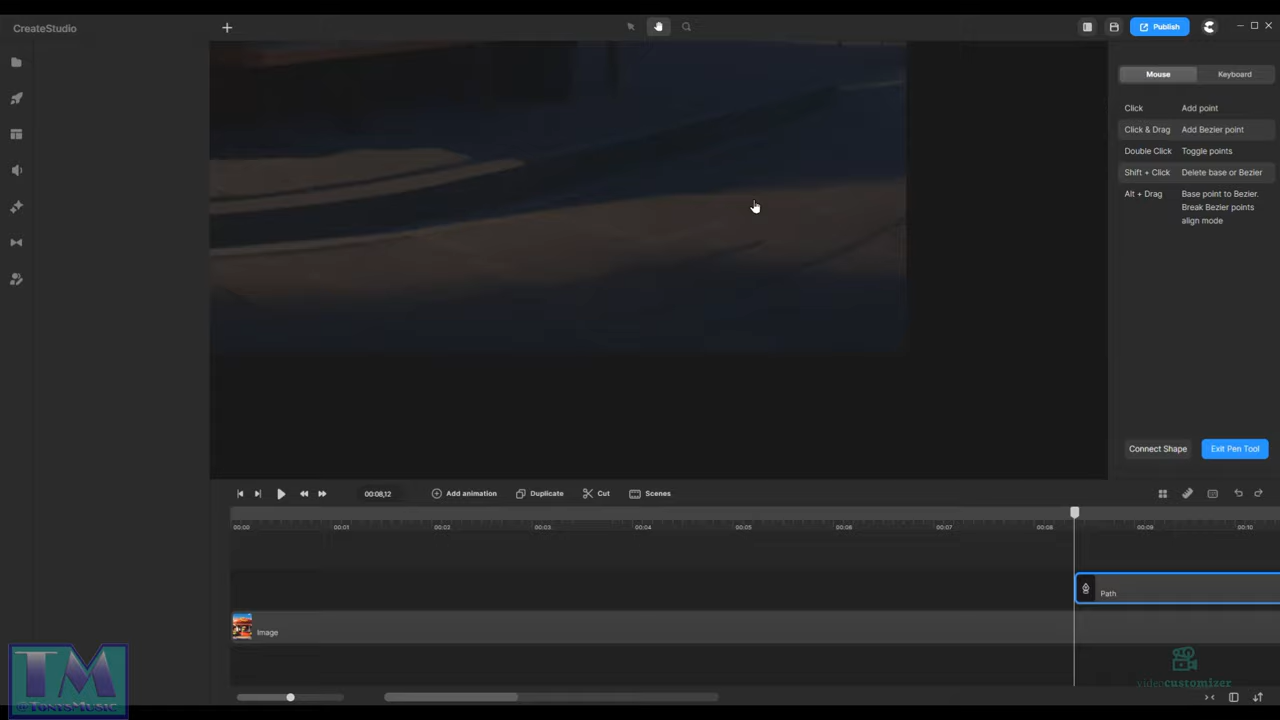 CreateStudio
Publish
Mouse
Keyboard
Click
Add point
Click & Drag
Add Bezier point
Double Click
Toggle points
Shift + Click
Delete base or Bezier
Alt + Drag
Base point to Bezier.
Break Bezier points
align mode
Connect Shape
Exit Pen Tool
00:08,12
Add animation
Duplicate
Cut
Scenes
00:00
00:01
00:02
00:03
00:04
00:05
00:06
00:07
00:08
00:09
00:10
Path
Image
TM
@TonisMusic
videocustomizer